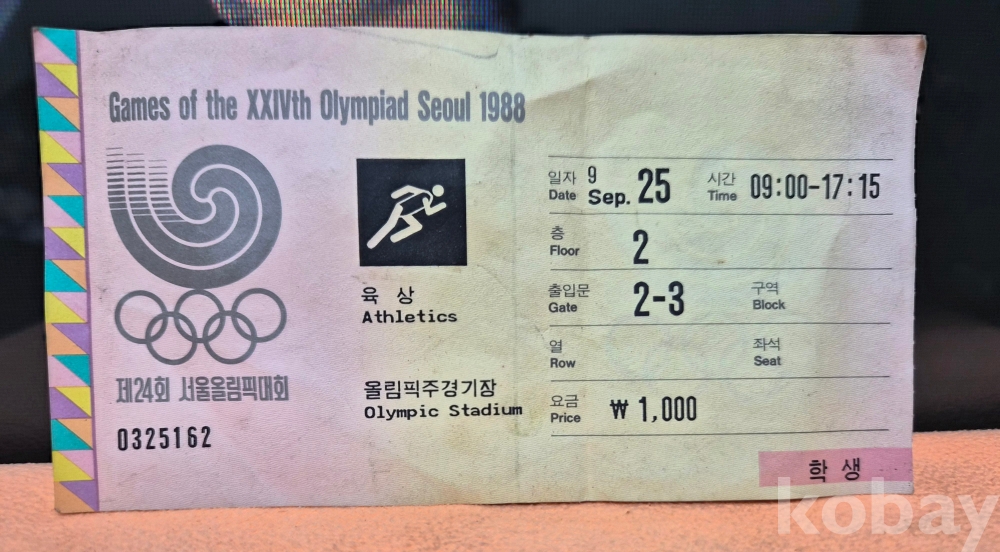 Games of the XXIVth Olympiad Seoul 1988
제24회 서울올림픽대회
0325162
육 상
Athletics
올림픽주경기장
Olympic Stadium
일자 9
Date Sep. 25
시간
Time 09:00-17:15
층
Floor 2
출입문
Gate 2-3
구역
Block
열
Row
좌석
Seat
요금
Price ₩ 1,000
학 생
kobay